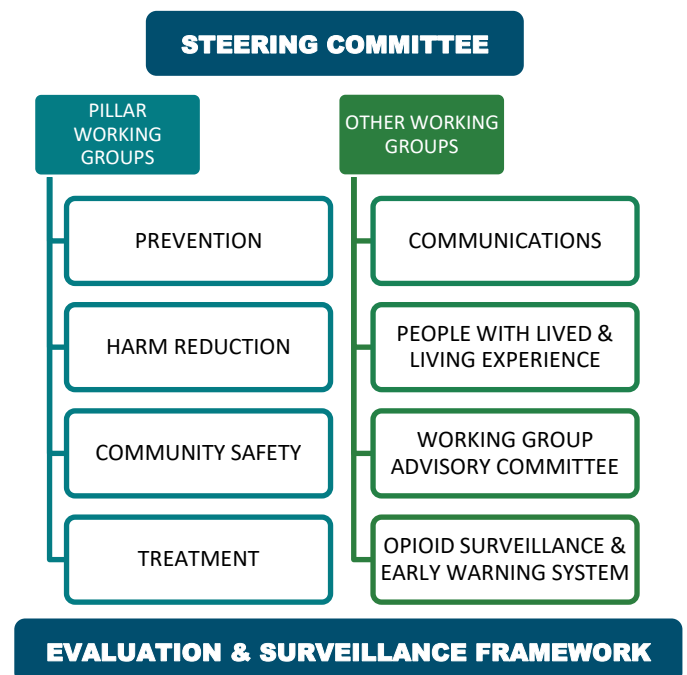 STEERING COMMITTEE
PILLAR
WORKING
GROUPS
PREVENTION
HARM REDUCTION
COMMUNITY SAFETY
TREATMENT
OTHER WORKING
GROUPS
COMMUNICATIONS
PEOPLE WITH LIVED &
LIVING EXPERIENCE
WORKING GROUP
ADVISORY COMMITTEE
OPIOID SURVEILLANCE &
EARLY WARNING SYSTEM
EVALUATION & SURVEILLANCE FRAMEWORK